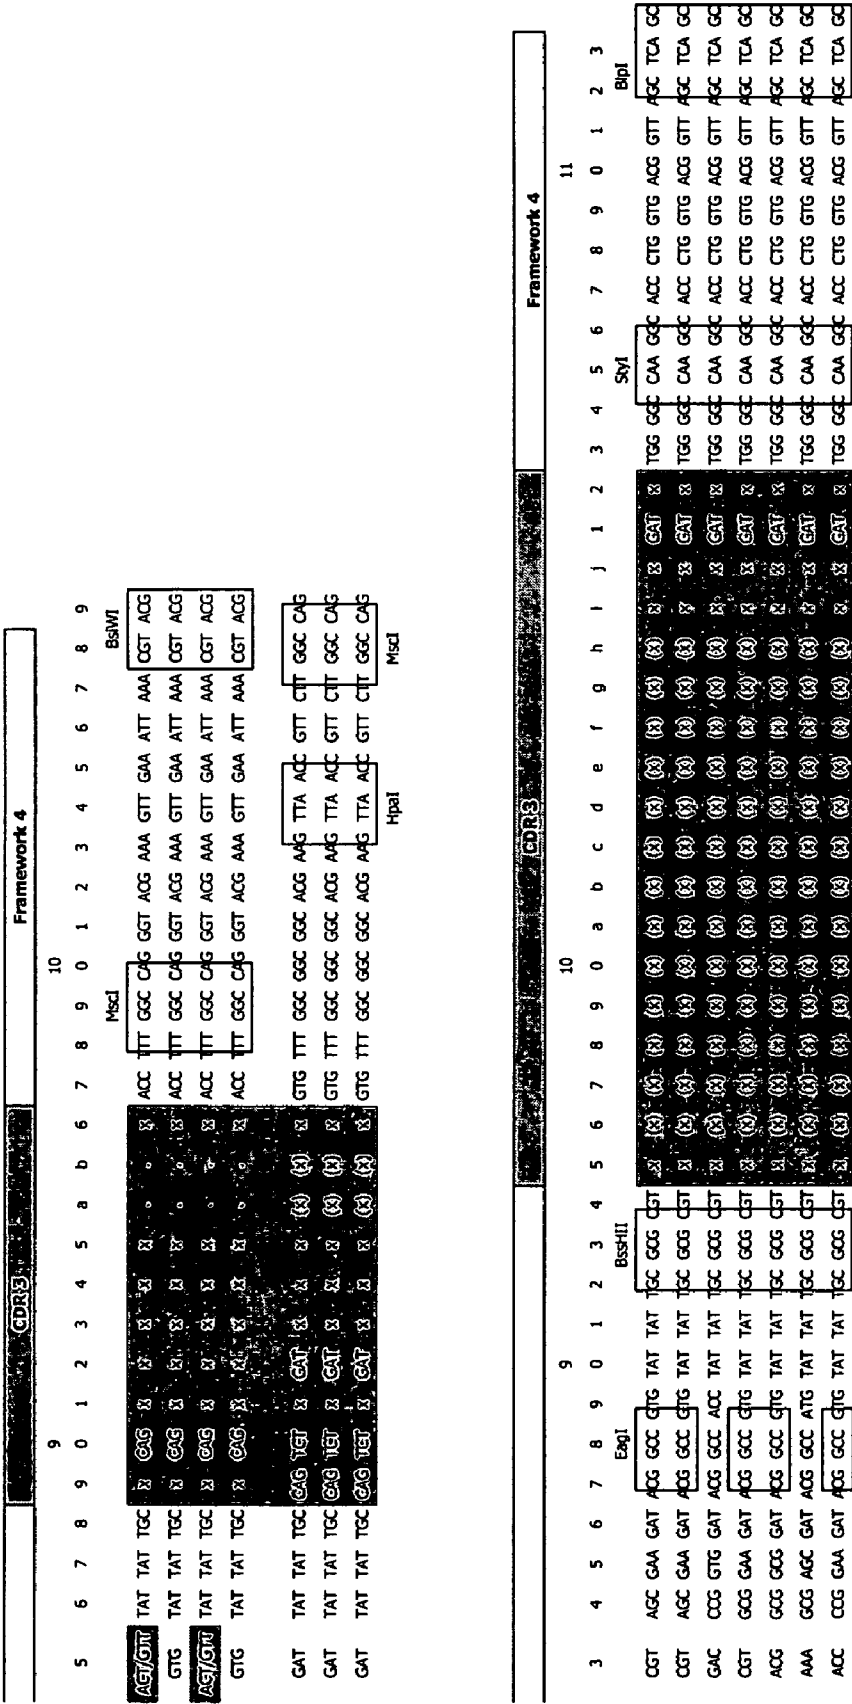 CDR 3 Framework 4
9 10
5 6 7 8 9 0 1 2 3 4 5 a b 6 7 8 9 0 1 2 3 4 5 6 7 8 9
MscI BsiWI
AGT/GTT TAT TAT TGC x CAG x x x x x - - x ACC TTT GGC CAG GGT ACG AAA GTT GAA ATT AAA CGT ACG
GTG TAT TAT TGC x CAG x x x x x - - x ACC TTT GGC CAG GGT ACG AAA GTT GAA ATT AAA CGT ACG
AGT/GTT TAT TAT TGC x CAG x x x x x - - x ACC TTT GGC CAG GGT ACG AAA GTT GAA ATT AAA CGT ACG
GTG TAT TAT TGC x CAG x x x x x - - x ACC TTT GGC CAG GGT ACG AAA GTT GAA ATT AAA CGT ACG
GAT TAT TAT TGC CAG TCT x GAT x x x (x) (x) x GTG TTT GGC GGC GGC ACG AAG TTA ACC GTT CTT GGC CAG
GAT TAT TAT TGC CAG TCT x GAT x x x (x) (x) x GTG TTT GGC GGC GGC ACG AAG TTA ACC GTT CTT GGC CAG
GAT TAT TAT TGC CAG TCT x GAT x x x (x) (x) x GTG TTT GGC GGC GGC ACG AAG TTA ACC GTT CTT GGC CAG
HpaI MscI
CDR 3 Framework 4
9 10 11
3 4 5 6 7 8 9 0 1 2 3 4 5 6 7 8 9 0 a b c d e f g h i j 1 2 3 4 5 6 7 8 9 0 1 2 3
EagI BssHII StyI BlpI
CGT AGC GAA GAT ACG GCC GTG TAT TAT TGC GCG CGT x (x) (x) (x) (x) (x) (x) (x) (x) (x) (x) (x) (x) (x) x x GAT x TGG GGC CAA GGC ACC CTG GTG ACG GTT AGC TCA GC
CGT AGC GAA GAT ACG GCC GTG TAT TAT TGC GCG CGT x (x) (x) (x) (x) (x) (x) (x) (x) (x) (x) (x) (x) (x) x x GAT x TGG GGC CAA GGC ACC CTG GTG ACG GTT AGC TCA GC
GAC CCG GTG GAT ACG GCC ACC TAT TAT TGC GCG CGT x (x) (x) (x) (x) (x) (x) (x) (x) (x) (x) (x) (x) (x) x x GAT x TGG GGC CAA GGC ACC CTG GTG ACG GTT AGC TCA GC
CGT GCG GAA GAT ACG GCC GTG TAT TAT TGC GCG CGT x (x) (x) (x) (x) (x) (x) (x) (x) (x) (x) (x) (x) (x) x x GAT x TGG GGC CAA GGC ACC CTG GTG ACG GTT AGC TCA GC
ACG GCG GCG GAT ACG GCC GTG TAT TAT TGC GCG CGT x (x) (x) (x) (x) (x) (x) (x) (x) (x) (x) (x) (x) (x) x x GAT x TGG GGC CAA GGC ACC CTG GTG ACG GTT AGC TCA GC
AAA GCG AGC GAT ACG GCC ATG TAT TAT TGC GCG CGT x (x) (x) (x) (x) (x) (x) (x) (x) (x) (x) (x) (x) (x) x x GAT x TGG GGC CAA GGC ACC CTG GTG ACG GTT AGC TCA GC
ACC CCG GAA GAT ACG GCC GTG TAT TAT TGC GCG CGT x (x) (x) (x) (x) (x) (x) (x) (x) (x) (x) (x) (x) (x) x x GAT x TGG GGC CAA GGC ACC CTG GTG ACG GTT AGC TCA GC